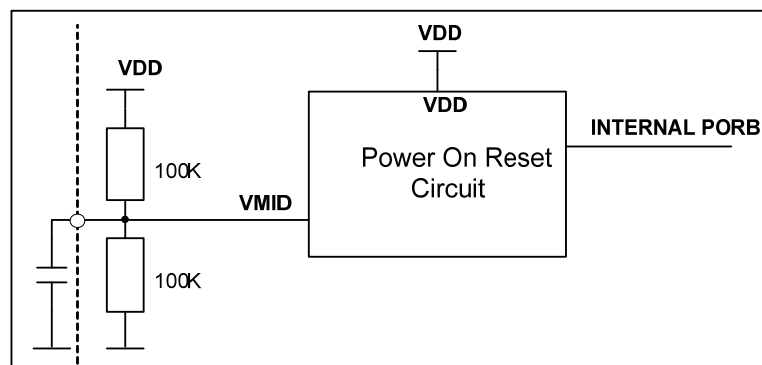 VDD
VDD
VDD
INTERNAL PORB
Power On Reset
Circuit
100K
VMID
100K